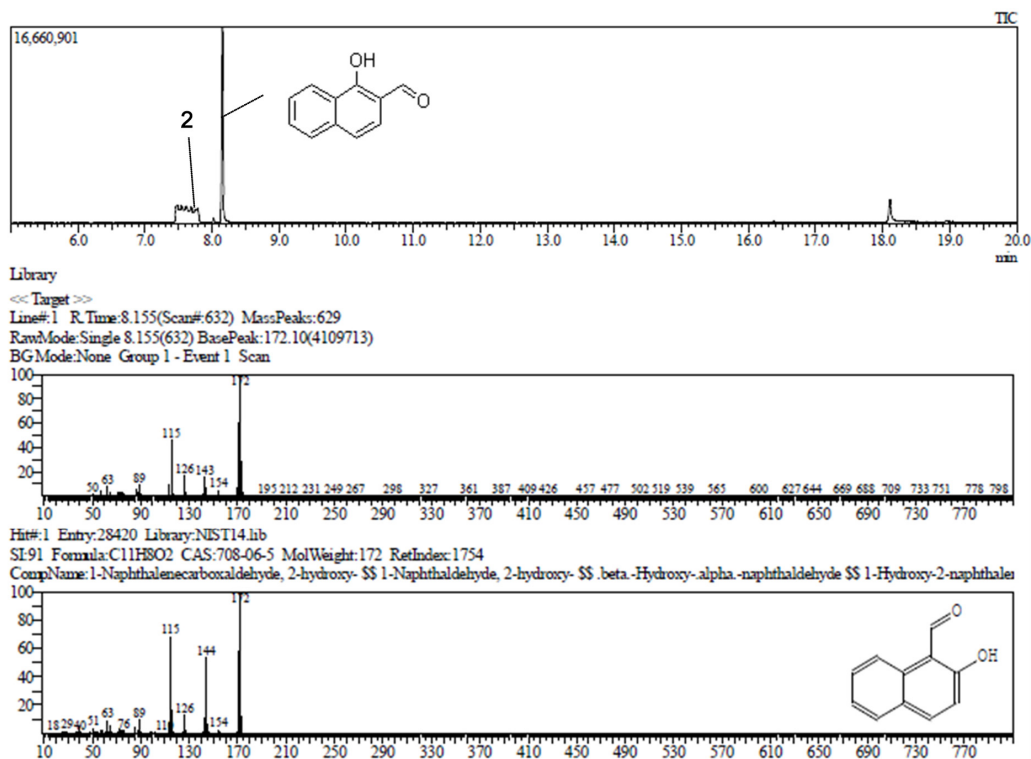 TIC
16,660,901
OH
O
2
6.0 7.0 8.0 9.0 10.0 11.0 12.0 13.0 14.0 15.0 16.0 17.0 18.0 19.0 20.0
min
Library
<< Target >>
Line#:1 R.Time:8.155(Scan#:632) MassPeaks:629
RawMode:Single 8.155(632) BasePeak:172.10(4109713)
BG Mode:None Group 1 - Event 1 Scan
100
80
60
40
20
172
115
50 63 89 126 143 154 195 212 231 249 267 298 327 361 387 409 426 457 477 502 519 539 565 600 627 644 669 688 709 733 751 778 798
10 50 90 130 170 210 250 290 330 370 410 450 490 530 570 610 650 690 730 770
Hit#:1 Entry:28420 Library:NIST14.lib
SI:91 Formula:C11H8O2 CAS:708-06-5 MolWeight:172 RetIndex:1754
CompName:1-Naphthalenecarboxaldehyde, 2-hydroxy- $$ 1-Naphthaldehyde, 2-hydroxy- $$ .beta.-Hydroxy-.alpha.-naphthaldehyde $$ 1-Hydroxy-2-naphthalen
100
80
60
40
20
172
115
144
18 29 40 51 63 76 89 126 154
O
OH
10 50 90 130 170 210 250 290 330 370 410 450 490 530 570 610 650 690 730 770